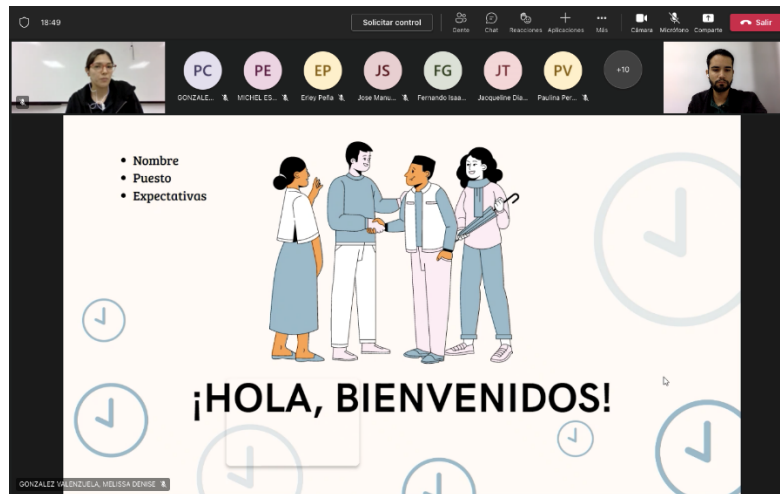 18:49
Solicitar control
Gente
Chat
Reacciones
Aplicaciones
Más
Cámara
Micrófono
Comparte
Salir
PC
PE
EP
JS
FG
JT
PV
+10
GONZALE...
MICHEL ES...
Erley Peña
Jose Manu...
Fernando Isaa...
Jacqueline Dia...
Paulina Per...
• Nombre
• Puesto
• Expectativas
¡HOLA, BIENVENIDOS!
GONZALEZ VALENZUELA, MELISSA DENISE